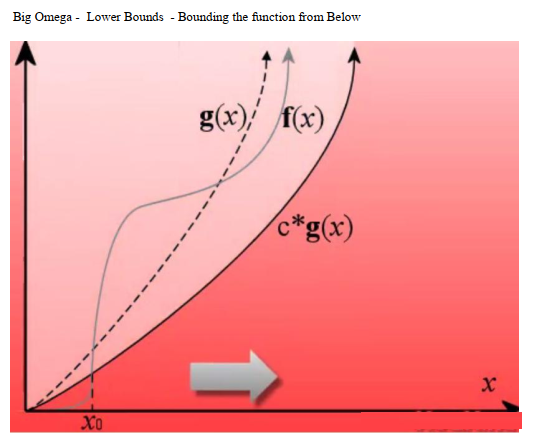 Big Omega - Lower Bounds - Bounding the function from Below
g(x) f(x)
c*g(x)
x
x0